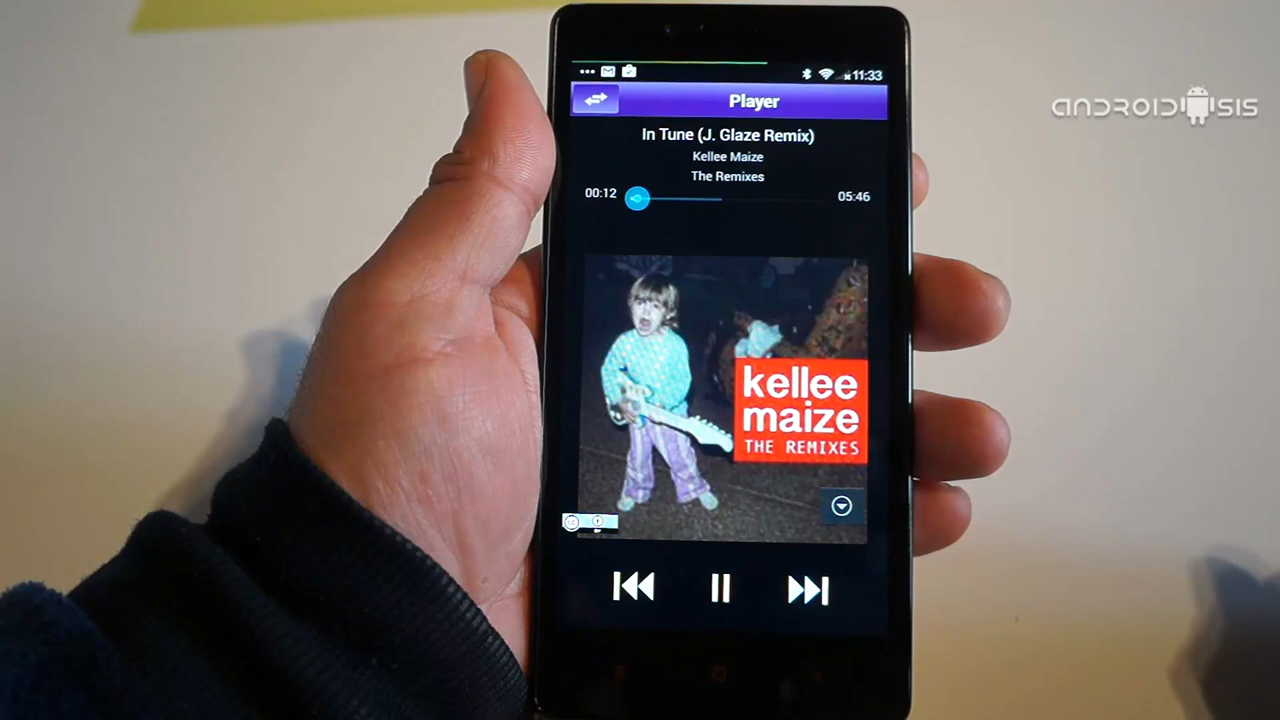 11:33
Player
In Tune (J. Glaze Remix)
Kellee Maize
The Remixes
00:12
05:46
kellee
maize
THE REMIXES
ANDROIDSIS